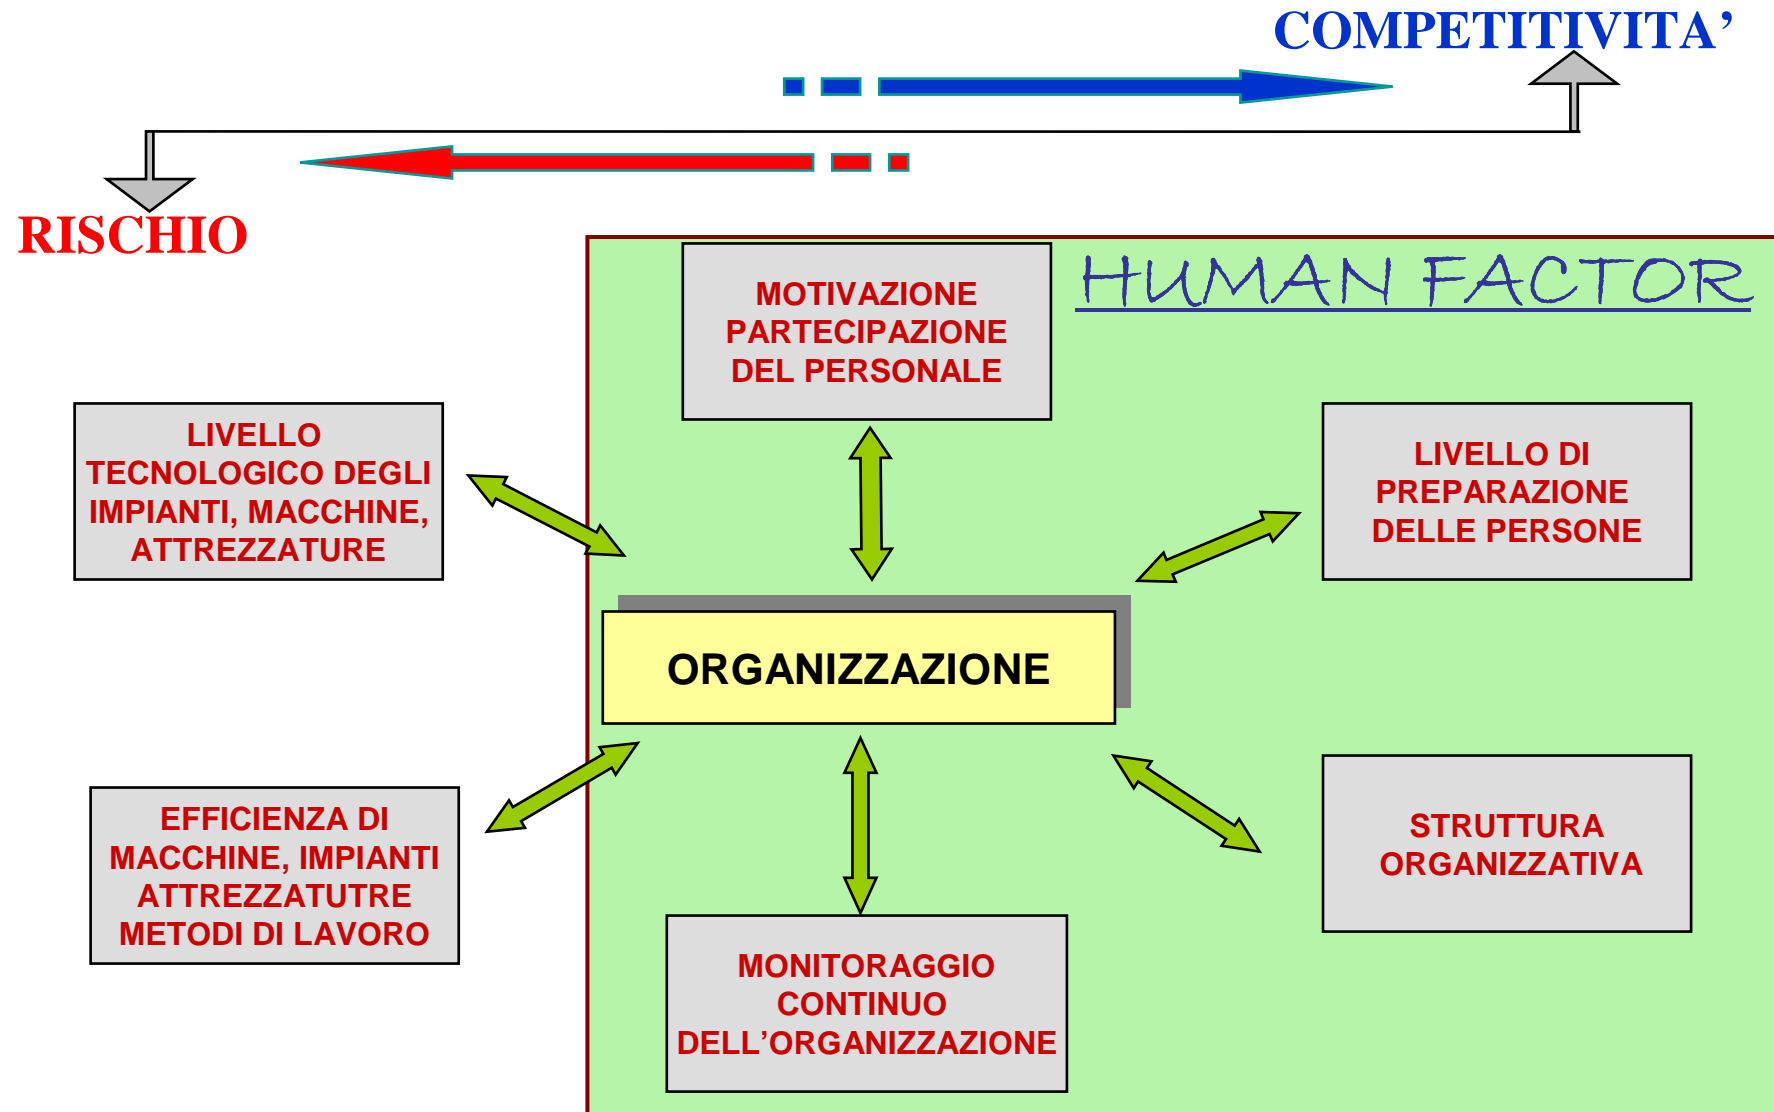 COMPETITIVITA’
RISCHIO
HUMAN FACTOR
MOTIVAZIONE
PARTECIPAZIONE
DEL PERSONALE
LIVELLO
TECNOLOGICO DEGLI
IMPIANTI, MACCHINE,
ATTREZZATURE
LIVELLO DI
PREPARAZIONE
DELLE PERSONE
ORGANIZZAZIONE
EFFICIENZA DI
MACCHINE, IMPIANTI
ATTREZZATUTRE
METODI DI LAVORO
STRUTTURA
ORGANIZZATIVA
MONITORAGGIO
CONTINUO
DELL’ORGANIZZAZIONE